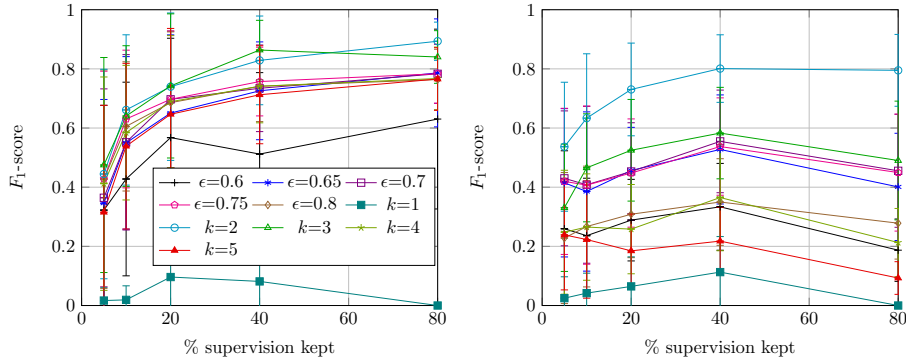 1
0.8
0.6
0.4
0.2
0
0 20 40 60 80
F1-score
% supervision kept
ϵ=0.6 ϵ=0.65 ϵ=0.7
ϵ=0.75 ϵ=0.8 k=1
k=2 k=3 k=4
k=5
1
0.8
0.6
0.4
0.2
0
0 20 40 60 80
F1-score
% supervision kept